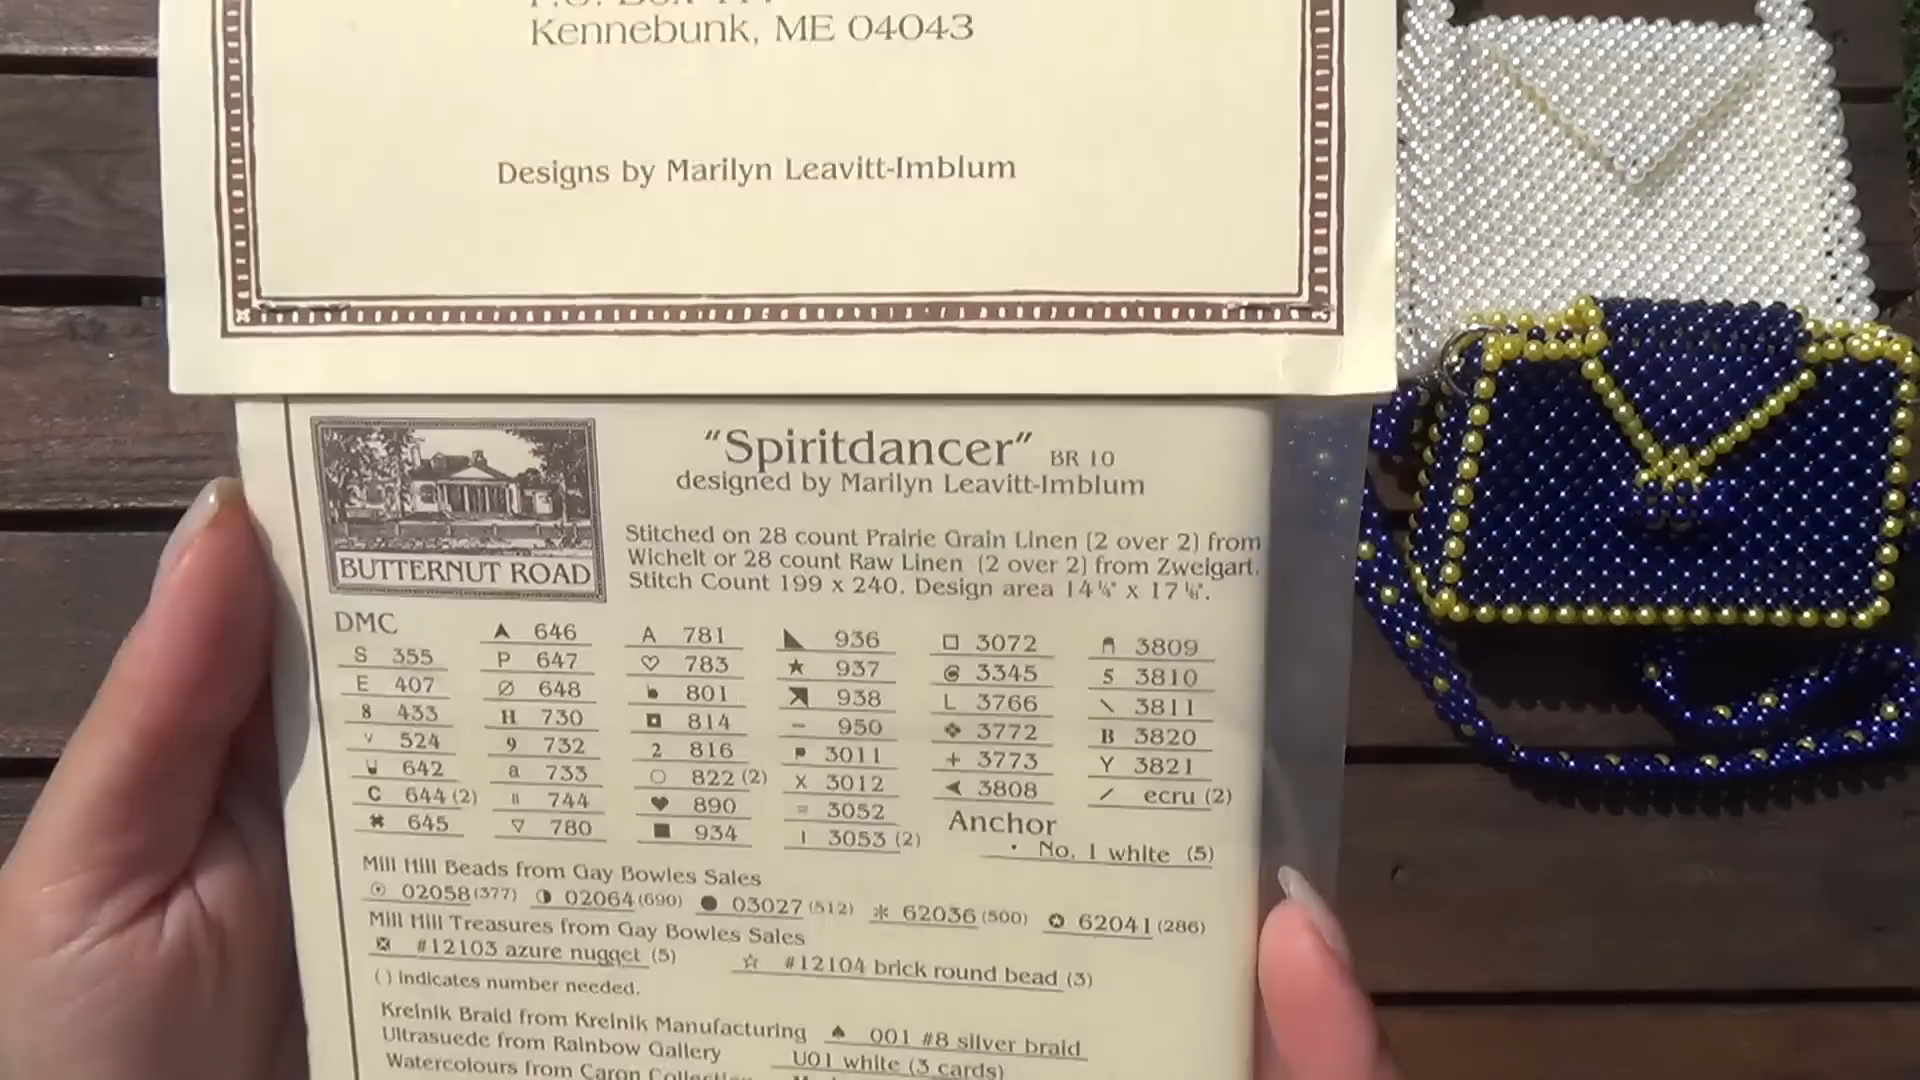 Kennebunk, ME 04043
Designs by Marilyn Leavitt-Imblum
"Spiritdancer" BR 10
designed by Marilyn Leavitt-Imblum
BUTTERNUT ROAD
Stitched on 28 count Prairie Grain Linen (2 over 2) from
Wichelt or 28 count Raw Linen (2 over 2) from Zweigart.
Stitch Count 199 x 240. Design area 14 x 17
DMC
S 355
E 407
8 433
v 524
642
C 644 (2)
✖ 645
▲ 646
P 647
∅ 648
H 730
9 732
a 733
II 744
▽ 780
A 781
♡ 783
801
◘ 814
2 816
○ 822 (2)
♥ 890
■ 934
◣ 936
★ 937
938
– 950
3011
X 3012
= 3052
I 3053 (2)
□ 3072
@ 3345
L 3766
❖ 3772
+ 3773
◄ 3808
∩ 3809
5 3810
\ 3811
B 3820
Y 3821
/ ecru (2)
Anchor
• No. 1 white (5)
Mill Hill Beads from Gay Bowles Sales
☉ 02058 (377) ◑ 02064 (690) ● 03027 (512) ✳ 62036 (500) ✪ 62041 (286)
Mill Hill Treasures from Gay Bowles Sales
⊠ #12103 azure nugget (5) ☆ #12104 brick round bead (3)
( ) indicates number needed.
Kreinik Braid from Kreinik Manufacturing ♠ 001 #8 silver braid
Ultrasuede from Rainbow Gallery U01 white (3 cards)
Watercolours from Caron Collection